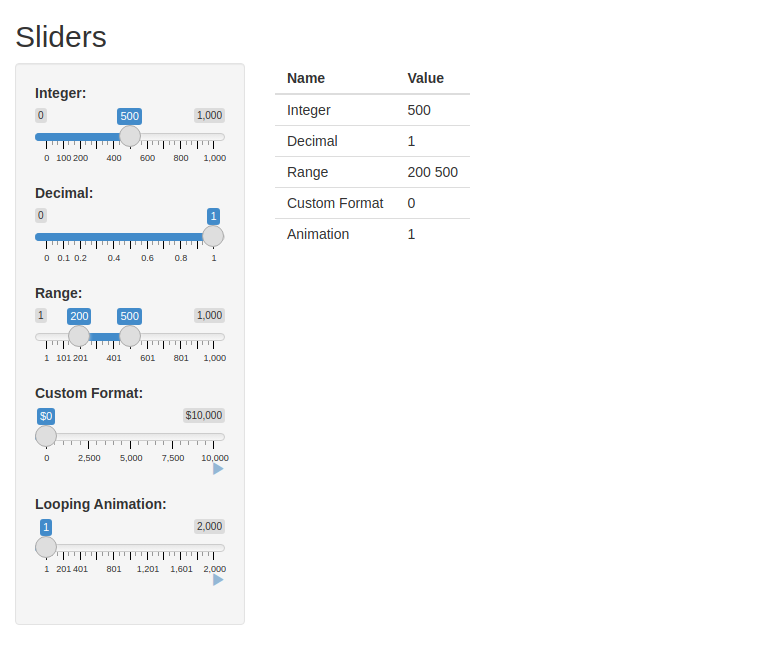 Sliders
Integer:
0 500 1,000
0 100 200 400 600 800 1,000
Decimal:
0 1
0 0.1 0.2 0.4 0.6 0.8 1
Range:
1 200 500 1,000
1 101 201 401 601 801 1,000
Custom Format:
$0 $10,000
0 2,500 5,000 7,500 10,000
Looping Animation:
1 2,000
1 201 401 801 1,201 1,601 2,000
Name Value
Integer 500
Decimal 1
Range 200 500
Custom Format 0
Animation 1